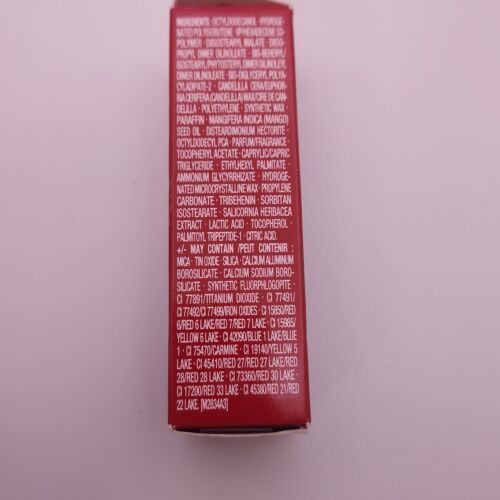 INGREDIENTS : OCTYLDODECANOL · HYDROGE-
NATED POLYISOBUTENE · VP/HEXADECENE CO-
POLYMER · DIISOSTEARYL MALATE · DIISO-
PROPYL DIMER DILINOLEATE · BIS-BEHENYL/
ISOSTEARYL/PHYTOSTERYL DIMER DILINOLEYL
DIMER DILINOLEATE · BIS-DIGLYCERYL POLYA-
CYLADIPATE-2 · CANDELILLA CERA/EUPHOR-
BIA CERIFERA (CANDELILLA) WAX/CIRE DE CAN-
DELILLA · POLYETHYLENE · SYNTHETIC WAX ·
PARAFFIN · MANGIFERA INDICA (MANGO)
SEED OIL · DISTEARDIMONIUM HECTORITE ·
OCTYLDODECYL PCA · PARFUM/FRAGRANCE ·
TOCOPHERYL ACETATE · CAPRYLIC/CAPRIC
TRIGLYCERIDE · ETHYLHEXYL PALMITATE ·
AMMONIUM GLYCYRRHIZATE · HYDROGE-
NATED MICROCRYSTALLINE WAX · PROPYLENE
CARBONATE · TRIBEHENIN · SORBITAN
ISOSTEARATE · SALICORNIA HERBACEA
EXTRACT · LACTIC ACID · TOCOPHEROL ·
PALMITOYL TRIPEPTIDE-1 · CITRIC ACID.
+/- MAY CONTAIN /PEUT CONTENIR :
MICA · TIN OXIDE · SILICA · CALCIUM ALUMINUM
BOROSILICATE · CALCIUM SODIUM BORO-
SILICATE · SYNTHETIC FLUORPHLOGOPITE ·
CI 77891/TITANIUM DIOXIDE · CI 77491/
CI 77492/CI 77499/IRON OXIDES · CI 15850/RED
6/RED 6 LAKE/RED 7/RED 7 LAKE · CI 15985/
YELLOW 6 LAKE · CI 42090/BLUE 1 LAKE/BLUE
1 · CI 75470/CARMINE · CI 19140/YELLOW 5
LAKE · CI 45410/RED 27/RED 27 LAKE/RED
28/RED 28 LAKE · CI 73360/RED 30 LAKE ·
CI 17200/RED 33 LAKE · CI 45380/RED 21/RED
22 LAKE. [M2834A3]